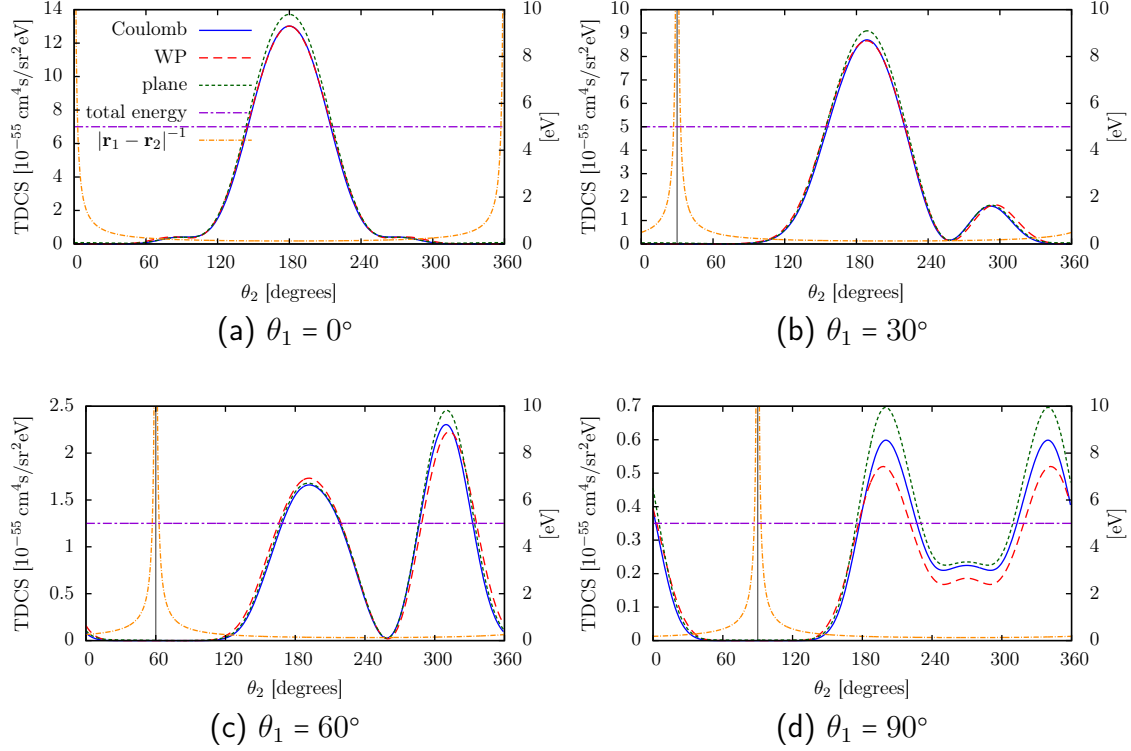 TDCS [10⁻⁵⁵ cm⁴s/sr²eV]
14
12
10
8
6
4
2
0
Coulomb
WP
plane
total energy
|r₁ − r₂|⁻¹
10
8
6
4
2
0
[eV]
0 60 120 180 240 300 360
θ₂ [degrees]
(a) θ₁ = 0°
TDCS [10⁻⁵⁵ cm⁴s/sr²eV]
10
9
8
7
6
5
4
3
2
1
0
10
8
6
4
2
0
[eV]
0 60 120 180 240 300 360
θ₂ [degrees]
(b) θ₁ = 30°
TDCS [10⁻⁵⁵ cm⁴s/sr²eV]
2.5
2
1.5
1
0.5
0
10
8
6
4
2
0
[eV]
0 60 120 180 240 300 360
θ₂ [degrees]
(c) θ₁ = 60°
TDCS [10⁻⁵⁵ cm⁴s/sr²eV]
0.7
0.6
0.5
0.4
0.3
0.2
0.1
0
10
8
6
4
2
0
[eV]
0 60 120 180 240 300 360
θ₂ [degrees]
(d) θ₁ = 90°